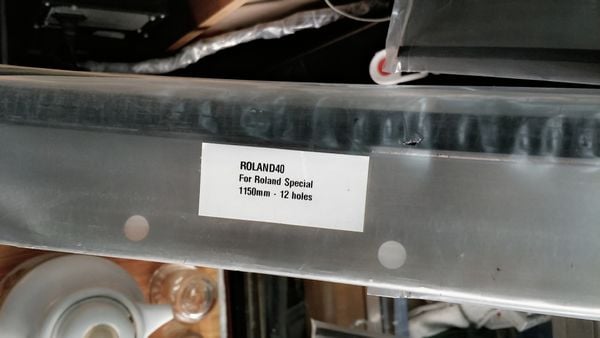 ROLAND40
For Roland Special
1150mm - 12 holes